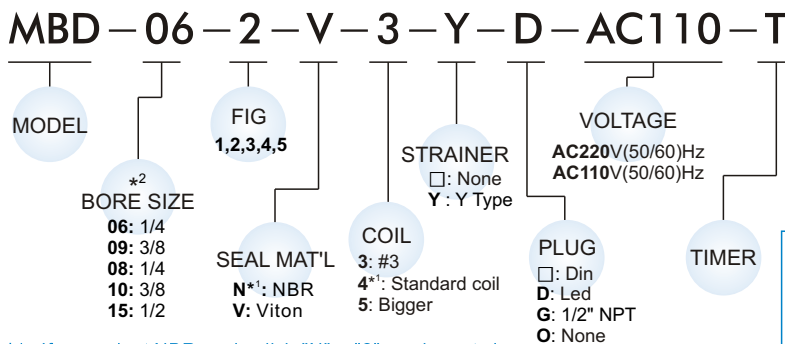 MBD-06-2-V-3-Y-D-AC110-T
MODEL
*2
BORE SIZE
06: 1/4
09: 3/8
08: 1/4
10: 3/8
15: 1/2
FIG
1,2,3,4,5
SEAL MAT'L
N*1: NBR
V: Viton
COIL
3: #3
4*1: Standard coil
5: Bigger
STRAINER
□: None
Y : Y Type
PLUG
□: Din
D: Led
G: 1/2" NPT
O: None
VOLTAGE
AC220V(50/60)Hz
AC110V(50/60)Hz
TIMER